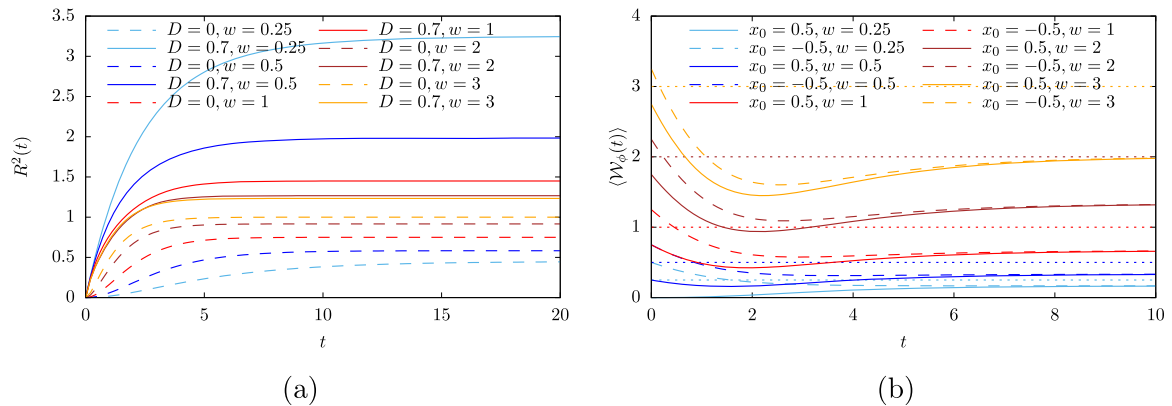 D = 0, w = 0.25
D = 0.7, w = 0.25
D = 0, w = 0.5
D = 0.7, w = 0.5
D = 0, w = 1
D = 0.7, w = 1
D = 0, w = 2
D = 0.7, w = 2
D = 0, w = 3
D = 0.7, w = 3
3.5
3
2.5
2
1.5
1
0.5
0
R²(t)
0 5 10 15 20
t
(a)
x₀ = 0.5, w = 0.25
x₀ = −0.5, w = 0.25
x₀ = 0.5, w = 0.5
x₀ = −0.5, w = 0.5
x₀ = 0.5, w = 1
x₀ = −0.5, w = 1
x₀ = 0.5, w = 2
x₀ = −0.5, w = 2
x₀ = 0.5, w = 3
x₀ = −0.5, w = 3
4
3
2
1
0
⟨𝒲ϕ(t)⟩
0 2 4 6 8 10
t
(b)